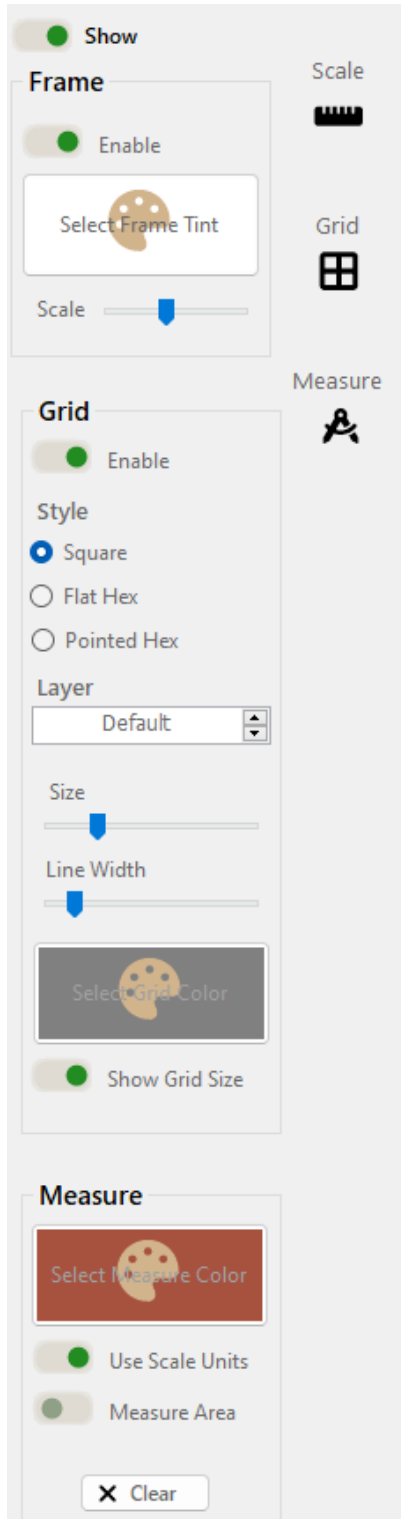 Show
Frame
Enable
Select Frame Tint
Scale
Grid
Enable
Style
Square
Flat Hex
Pointed Hex
Layer
Default
Size
Line Width
Select Grid Color
Show Grid Size
Measure
Select Measure Color
Use Scale Units
Measure Area
Clear
Scale
Grid
Measure